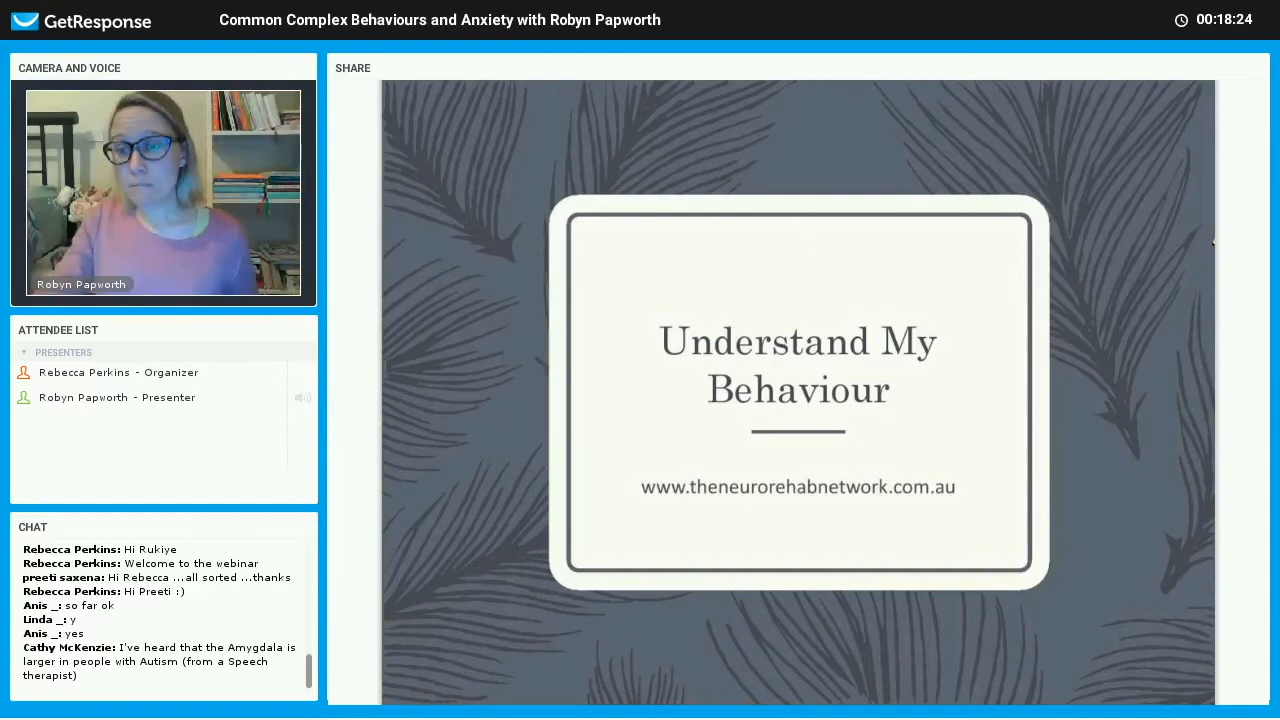 GetResponse
Common Complex Behaviours and Anxiety with Robyn Papworth
00:18:24
CAMERA AND VOICE
Robyn Papworth
ATTENDEE LIST
PRESENTERS
Rebecca Perkins - Organizer
Robyn Papworth - Presenter
CHAT
Rebecca Perkins: Hi Rukiye
Rebecca Perkins: Welcome to the webinar
preeti saxena: Hi Rebecca ...all sorted ...thanks
Rebecca Perkins: Hi Preeti :)
Anis _: so far ok
Linda _: y
Anis _: yes
Cathy McKenzie: I've heard that the Amygdala is
larger in people with Autism (from a Speech
therapist)
SHARE
Understand My
Behaviour
www.theneurorehabnetwork.com.au